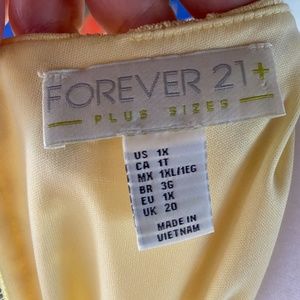 FOREVER 21+
PLUS SIZES
US 1X
CA 1T
MX 1XL/1EG
BR 3G
EU 1X
UK 20
MADE IN
VIETNAM